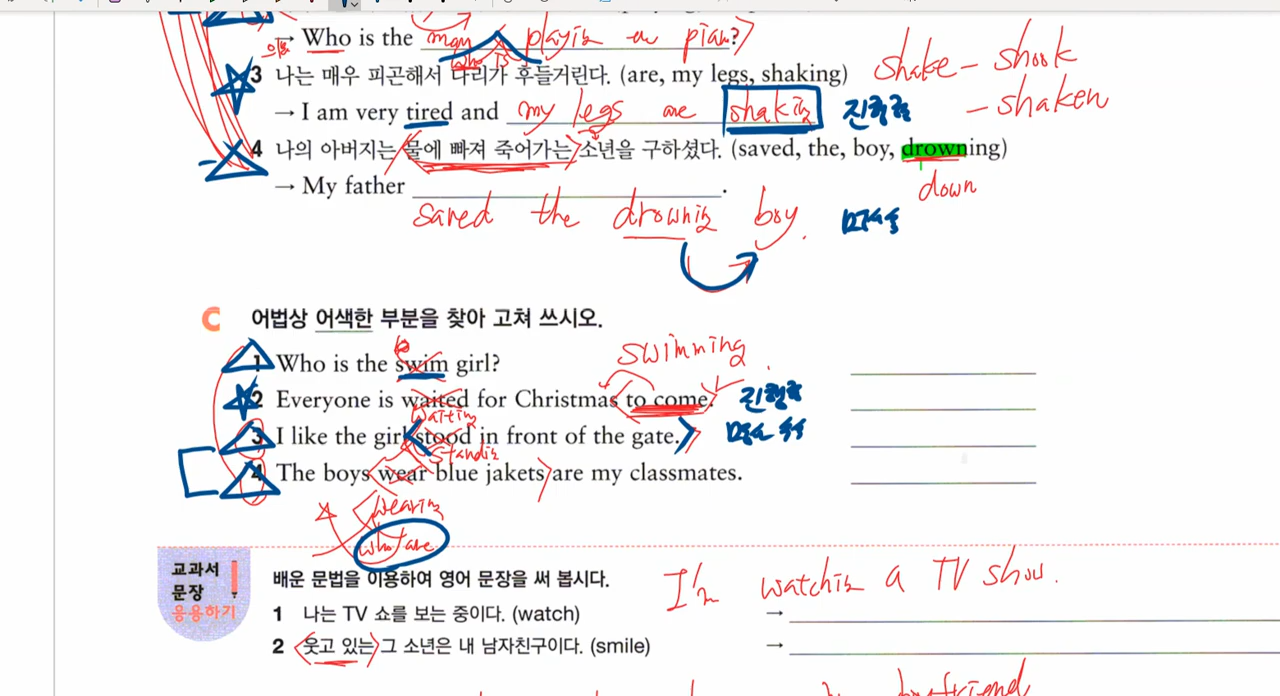 → Who is the man playing the piano?
who is
3 나는 매우 피곤해서 다리가 후들거린다. (are, my legs, shaking) shake – shook
→ I am very tired and my legs are shaking 진행형 – shaken
4 나의 아버지는 물에 빠져 죽어가는 소년을 구하셨다. (saved, the, boy, drowning)
→ My father .
down
saved the drowning boy. 명사수식
C 어법상 어색한 부분을 찾아 고쳐 쓰시오.
swimming
1 Who is the swim girl?
2 Everyone is waited for Christmas to come. 진행형
waiting
3 I like the girl stood in front of the gate. 명사 수식
standing
4 The boys wear blue jakets are my classmates.
wearing
who are
교과서
문장
응용하기
배운 문법을 이용하여 영어 문장을 써 봅시다.
I'm watching a TV show.
1 나는 TV 쇼를 보는 중이다. (watch) →
2 웃고 있는 그 소년은 내 남자친구이다. (smile) →
boyfriend